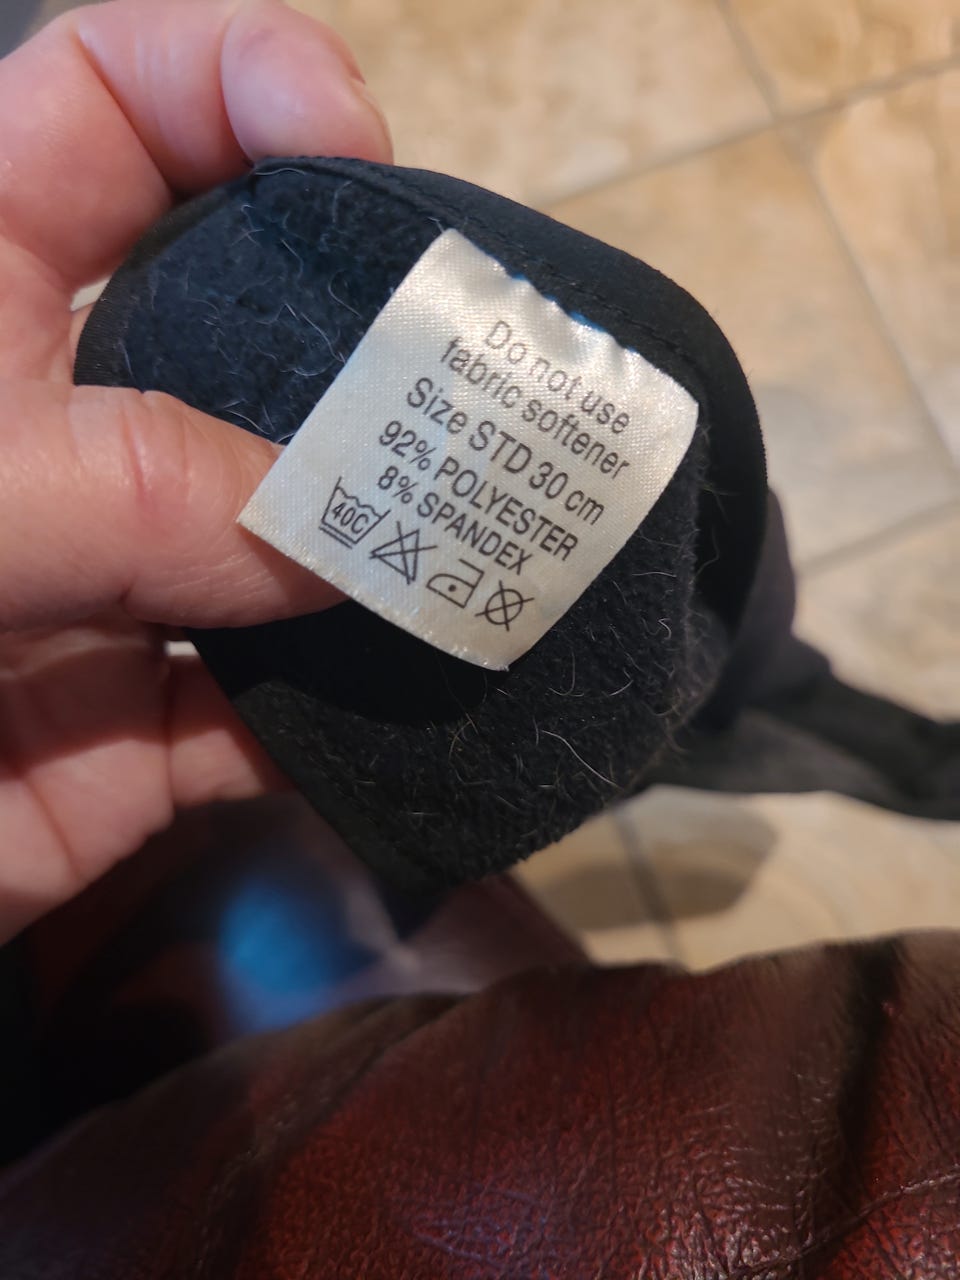 Do not use
fabric softener
Size STD 30 cm
92% POLYESTER
8% SPANDEX
40C